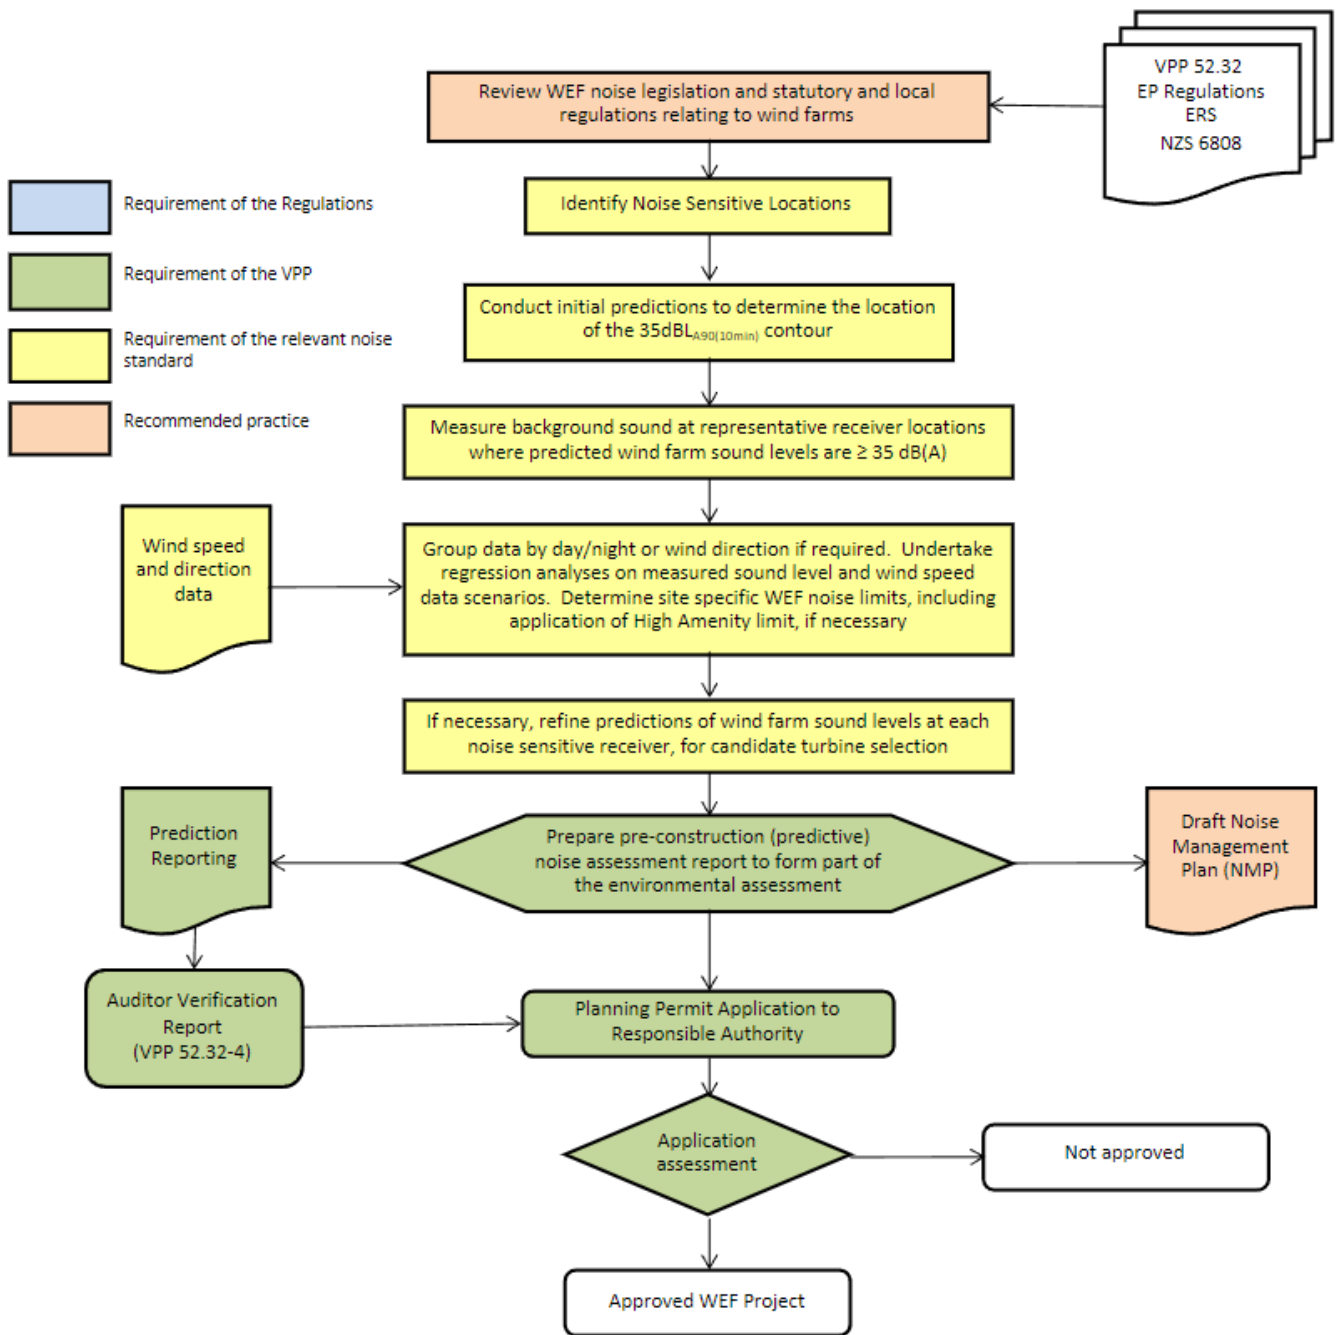 VPP 52.32
EP Regulations
ERS
NZS 6808
Review WEF noise legislation and statutory and local
regulations relating to wind farms
Requirement of the Regulations
Requirement of the VPP
Requirement of the relevant noise
standard
Recommended practice
Identify Noise Sensitive Locations
Conduct initial predictions to determine the location
of the 35dBLA90(10min) contour
Measure background sound at representative receiver locations
where predicted wind farm sound levels are ≥ 35 dB(A)
Wind speed
and direction
data
Group data by day/night or wind direction if required. Undertake
regression analyses on measured sound level and wind speed
data scenarios. Determine site specific WEF noise limits, including
application of High Amenity limit, if necessary
If necessary, refine predictions of wind farm sound levels at each
noise sensitive receiver, for candidate turbine selection
Prediction
Reporting
Prepare pre-construction (predictive)
noise assessment report to form part of
the environmental assessment
Draft Noise
Management
Plan (NMP)
Auditor Verification
Report
(VPP 52.32-4)
Planning Permit Application to
Responsible Authority
Application
assessment
Not approved
Approved WEF Project